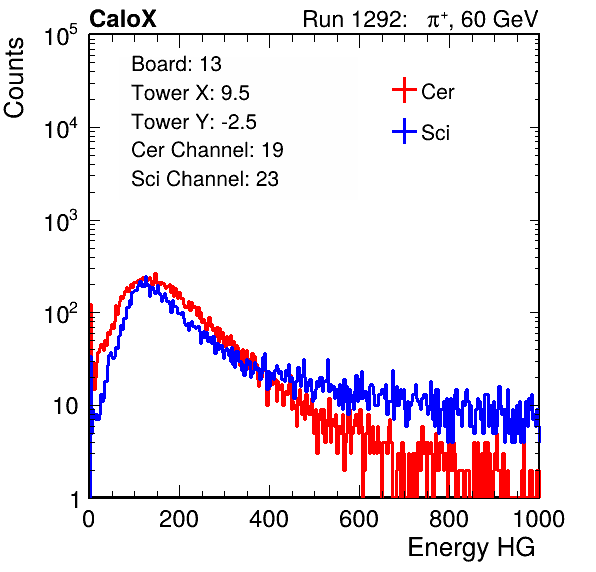 CaloX Run 1292: π⁺, 60 GeV
Counts
10⁵
10⁴
10³
10²
10
1
Board: 13
Tower X: 9.5
Tower Y: -2.5
Cer Channel: 19
Sci Channel: 23
Cer
Sci
0 200 400 600 800 1000
Energy HG